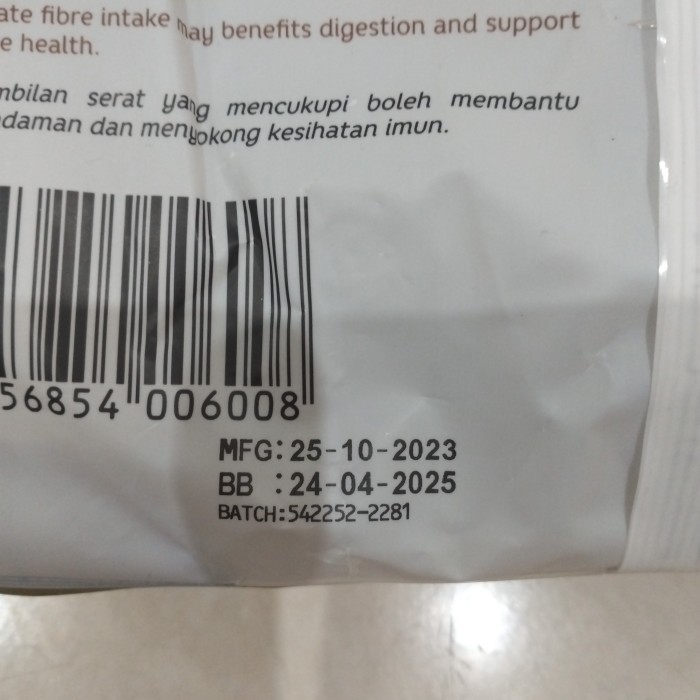 ate fibre intake may benefits digestion and support
e health.
mbilan serat yang mencukupi boleh membantu
daman dan menyokong kesihatan imun.
56854 006008
MFG: 25-10-2023
BB : 24-04-2025
BATCH: 542252-2281